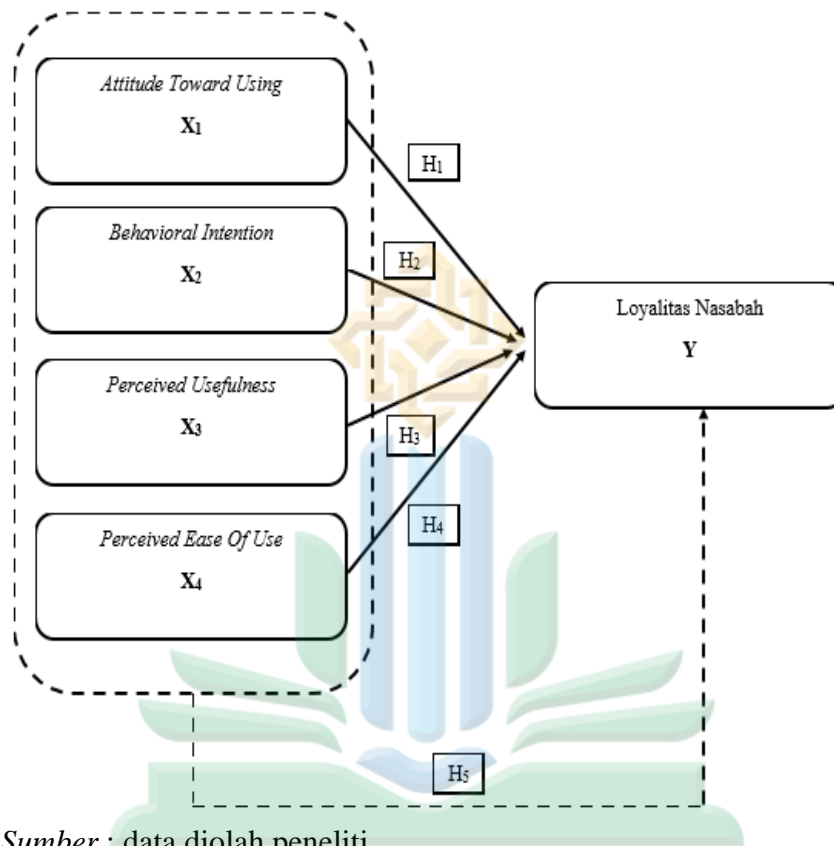 Attitude Toward Using
X1
H1
Behavioral Intention
X2
H2
Loyalitas Nasabah
Y
Perceived Usefulness
X3
H3
Perceived Ease Of Use
X4
H4
H5
Sumber : data diolah peneliti